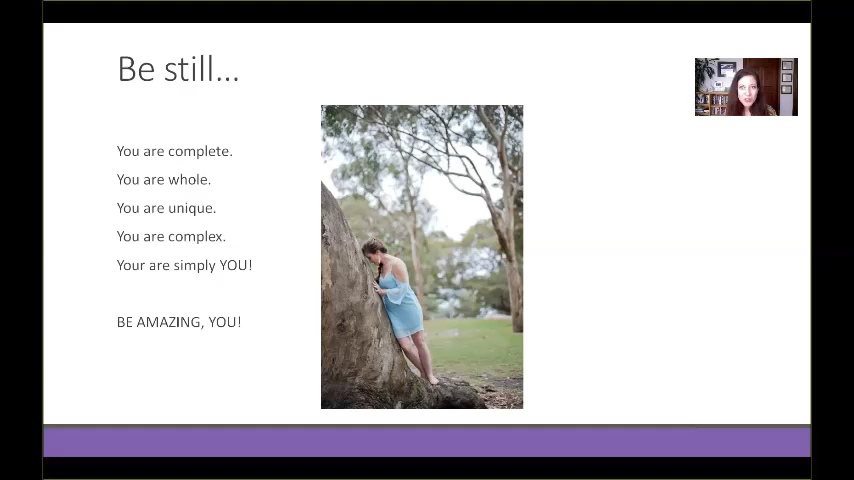 Be still...
You are complete.
You are whole.
You are unique.
You are complex.
Your are simply YOU!
BE AMAZING, YOU!